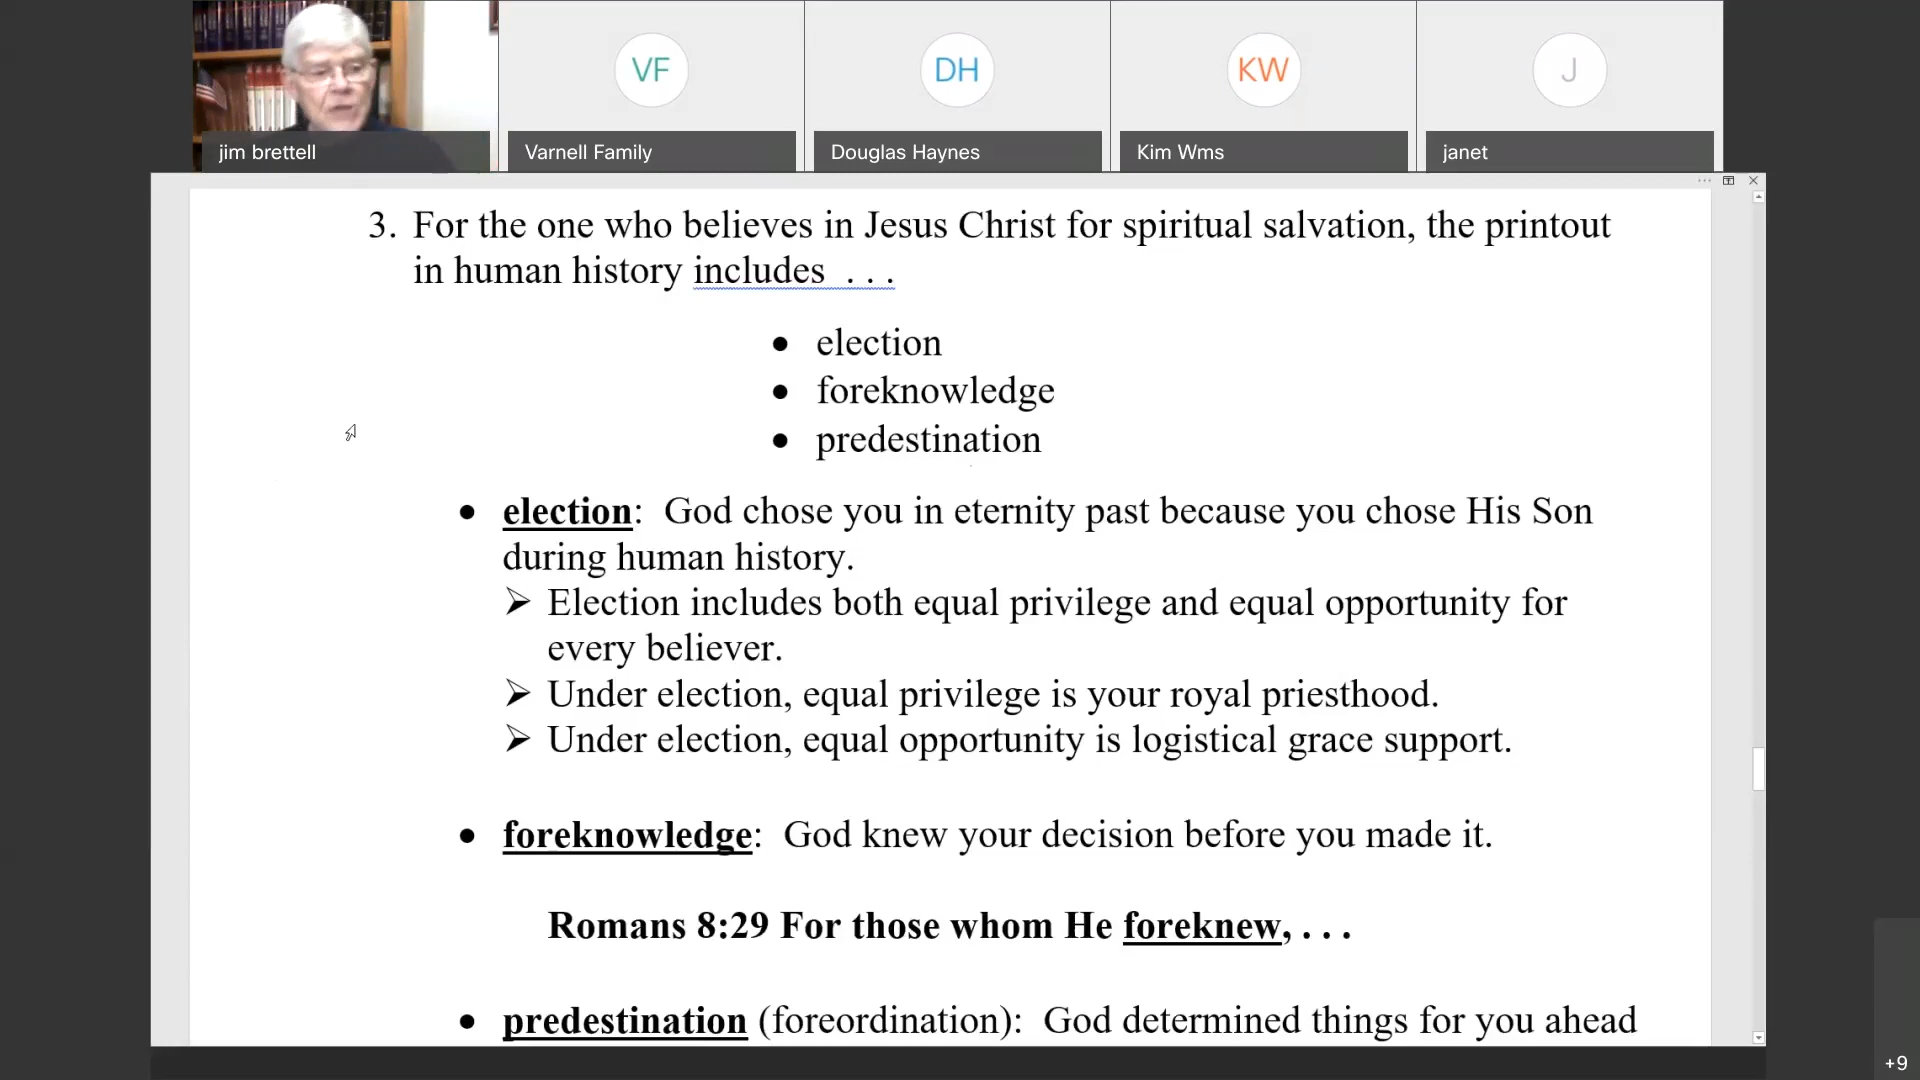 VF
DH
KW
J
jim brettell
Varnell Family
Douglas Haynes
Kim Wms
janet
3. For the one who believes in Jesus Christ for spiritual salvation, the printout
in human history includes . . .
• election
• foreknowledge
• predestination
• election: God chose you in eternity past because you chose His Son
during human history.
➢ Election includes both equal privilege and equal opportunity for
every believer.
➢ Under election, equal privilege is your royal priesthood.
➢ Under election, equal opportunity is logistical grace support.
• foreknowledge: God knew your decision before you made it.
Romans 8:29 For those whom He foreknew, . . .
• predestination (foreordination): God determined things for you ahead
+9